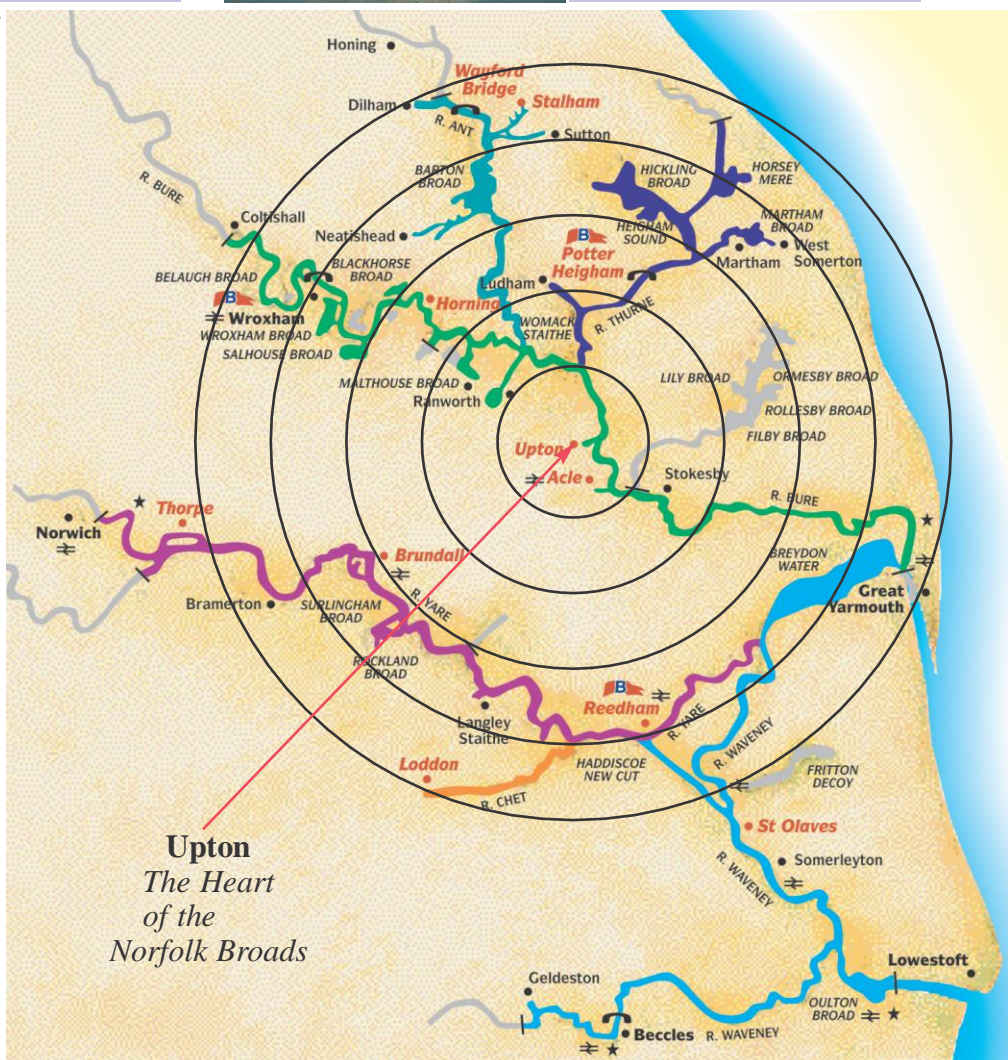 Honing
Wayford
Bridge
Stalham
Dilham
R. ANT
Sutton
BARTON
BROAD
HICKLING
BROAD
HORSEY
MERE
R. BURE
Coltishall
MARTHAM
BROAD
HEIGHAM
SOUND
Neatishead
B
Potter
Heigham
West
Somerton
Martham
BLACKHORSE
BROAD
BELAUGH BROAD
Ludham
B
Wroxham
Horning
WROXHAM BROAD
SALHOUSE BROAD
WOMACK
STAITHE
R. THURNE
MALTHOUSE BROAD
Ranworth
LILY BROAD
ORMESBY BROAD
ROLLESBY BROAD
FILBY BROAD
Upton
Acle
Stokesby
R. BURE
Thorpe
Norwich
Brundall
BREYDON
WATER
Great
Yarmouth
Bramerton
SURLINGHAM
BROAD
R. YARE
ROCKLAND
BROAD
B
Reedham
Langley
Staithe
R. YARE
R. WAVENEY
HADDISCOE
NEW CUT
Loddon
R. CHET
FRITTON
DECOY
St Olaves
Somerleyton
R. WAVENEY
Upton
The Heart
of the
Norfolk Broads
Lowestoft
Geldeston
OULTON
BROAD
Beccles
R. WAVENEY